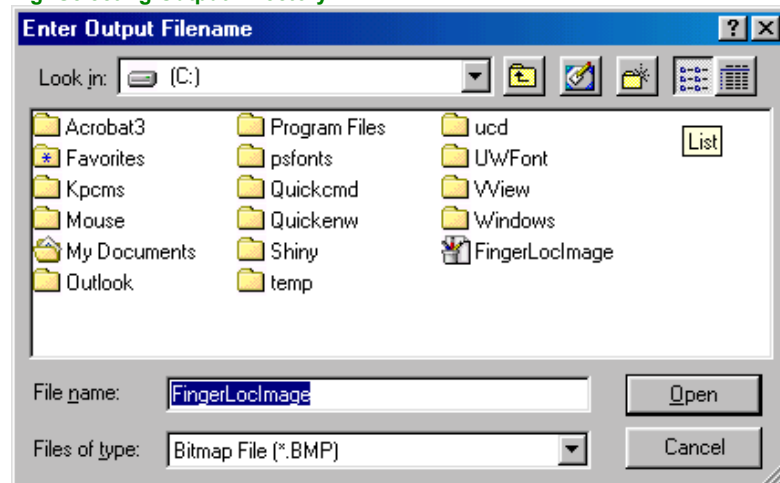 Enter Output Filename
Look in: (C:)
Acrobat3 Program Files ucd
Favorites psfonts UWFont
Kpcms Quickcmd VView
Mouse Quickenw Windows
My Documents Shiny FingerLocImage
Outlook temp
List
File name: FingerLocImage Open
Files of type: Bitmap File (*.BMP) Cancel